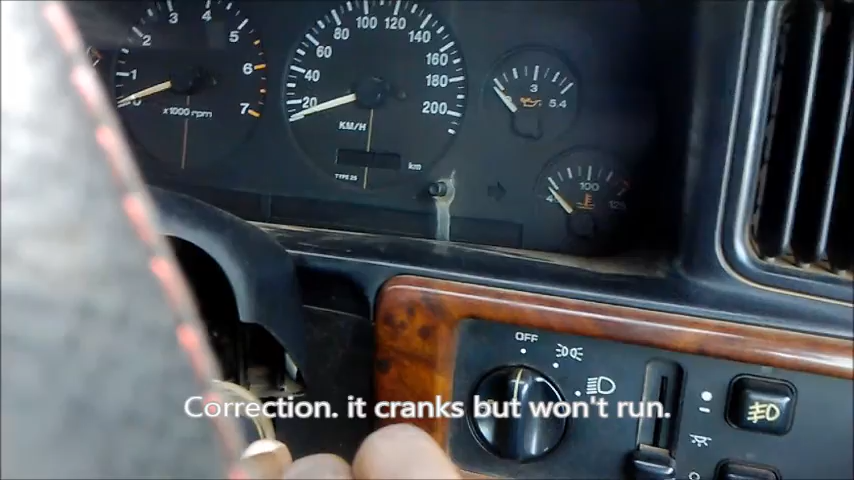 1 2 3 4 5 6 7
x1000 rpm
20 40 60 80 100 120 140 160 180 200
KM/H
km
TYPE 25
3 5.4
100
OFF
Correction. it cranks but won't run.